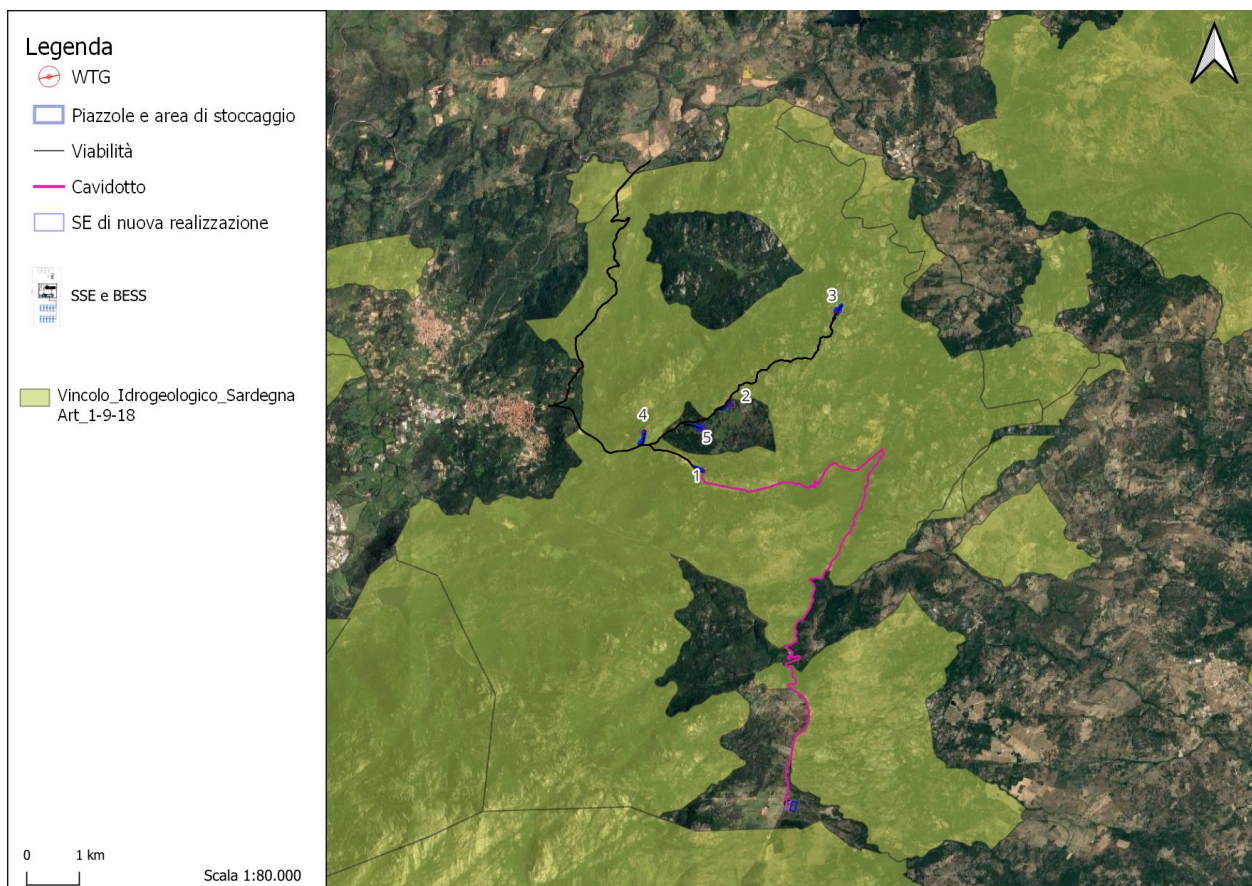 Legenda
WTG
Piazzole e area di stoccaggio
Viabilità
Cavidotto
SE di nuova realizzazione
SSE e BESS
Vincolo_Idrogeologico_Sardegna
Art_1-9-18
0 1 km
Scala 1:80.000
3
2
4
5
1